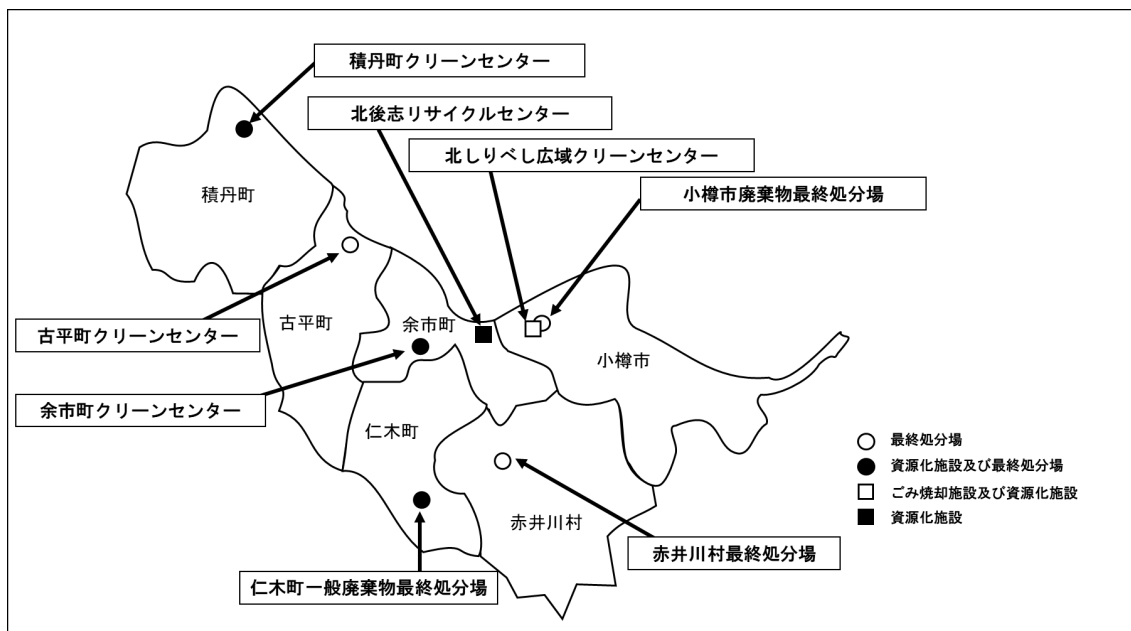 積丹町クリーンセンター
北後志リサイクルセンター
北しりべし広域クリーンセンター
小樽市廃棄物最終処分場
積丹町
古平町クリーンセンター
古平町
余市町
小樽市
余市町クリーンセンター
仁木町
赤井川村
仁木町一般廃棄物最終処分場
赤井川村最終処分場
最終処分場
資源化施設及び最終処分場
ごみ焼却施設及び資源化施設
資源化施設